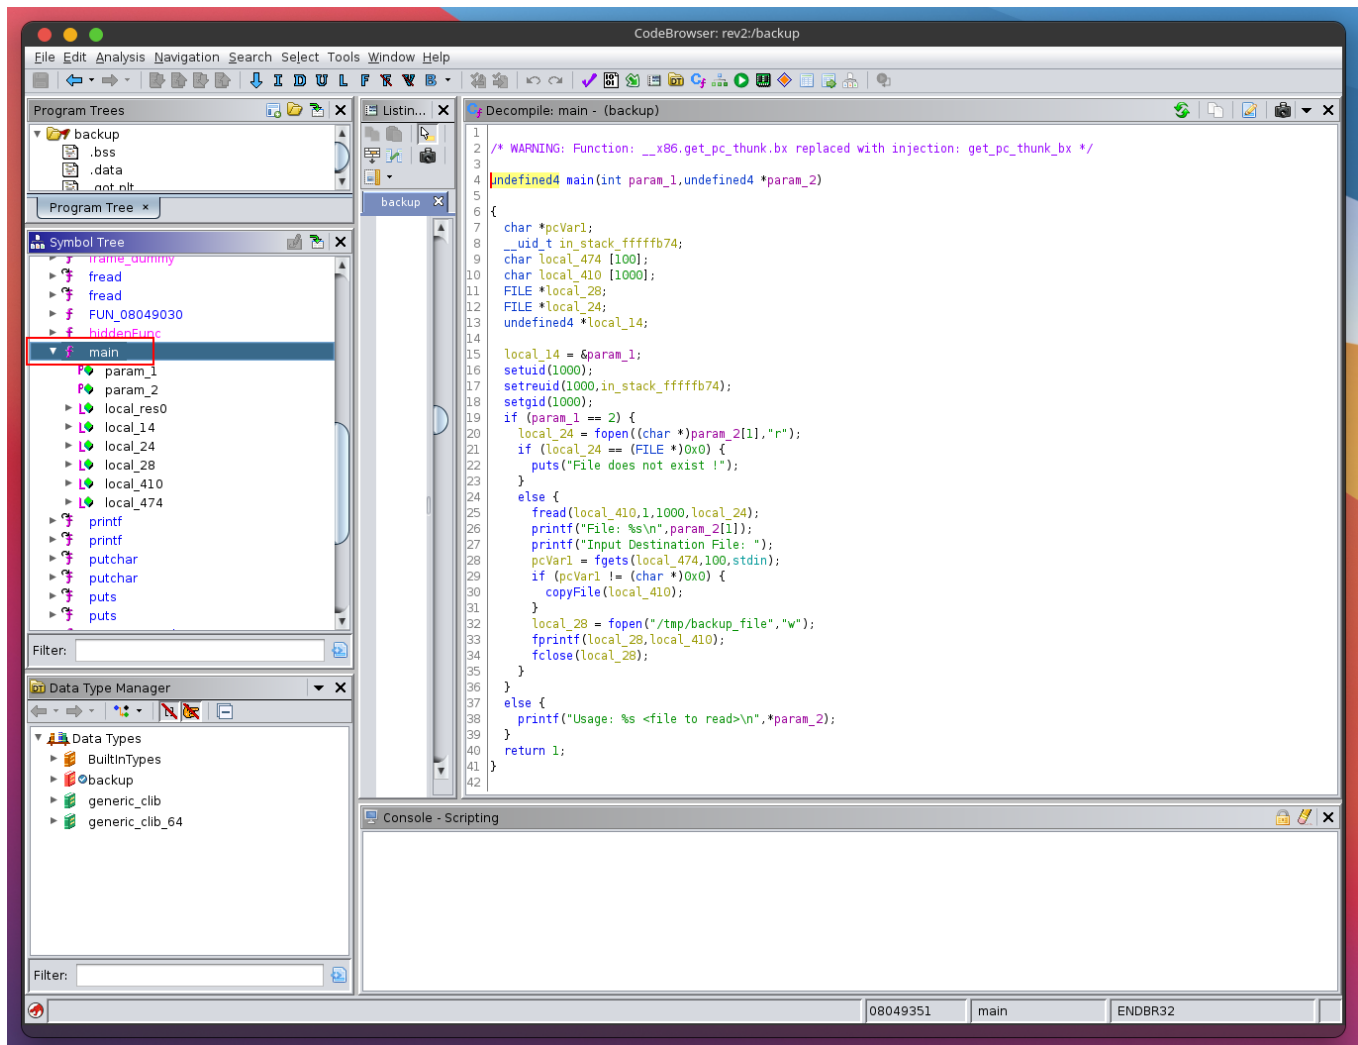 CodeBrowser: rev2:/backup
File Edit Analysis Navigation Search Select Tools Window Help
I D U L F R V B
Program Trees
backup
.bss
.data
.got.plt
Program Tree ×
Symbol Tree
frame_dummy
fread
fread
FUN_08049030
hiddenFunc
main
param_1
param_2
local_res0
local_14
local_24
local_28
local_410
local_474
printf
printf
putchar
putchar
puts
puts
Filter:
Data Type Manager
Data Types
BuiltInTypes
backup
generic_clib
generic_clib_64
Filter:
Listin...
backup
Decompile: main - (backup)
1
2 /* WARNING: Function: __x86.get_pc_thunk.bx replaced with injection: get_pc_thunk_bx */
3
4 undefined4 main(int param_1,undefined4 *param_2)
5
6 {
7 char *pcVar1;
8 __uid_t in_stack_fffffb74;
9 char local_474 [100];
10 char local_410 [1000];
11 FILE *local_28;
12 FILE *local_24;
13 undefined4 *local_14;
14
15 local_14 = &param_1;
16 setuid(1000);
17 setreuid(1000,in_stack_fffffb74);
18 setgid(1000);
19 if (param_1 == 2) {
20 local_24 = fopen((char *)param_2[1],"r");
21 if (local_24 == (FILE *)0x0) {
22 puts("File does not exist !");
23 }
24 else {
25 fread(local_410,1,1000,local_24);
26 printf("File: %s\n",param_2[1]);
27 printf("Input Destination File: ");
28 pcVar1 = fgets(local_474,100,stdin);
29 if (pcVar1 != (char *)0x0) {
30 copyFile(local_410);
31 }
32 local_28 = fopen("/tmp/backup_file","w");
33 fprintf(local_28,local_410);
34 fclose(local_28);
35 }
36 }
37 else {
38 printf("Usage: %s <file to read>\n",*param_2);
39 }
40 return 1;
41 }
42
Console - Scripting
08049351
main
ENDBR32